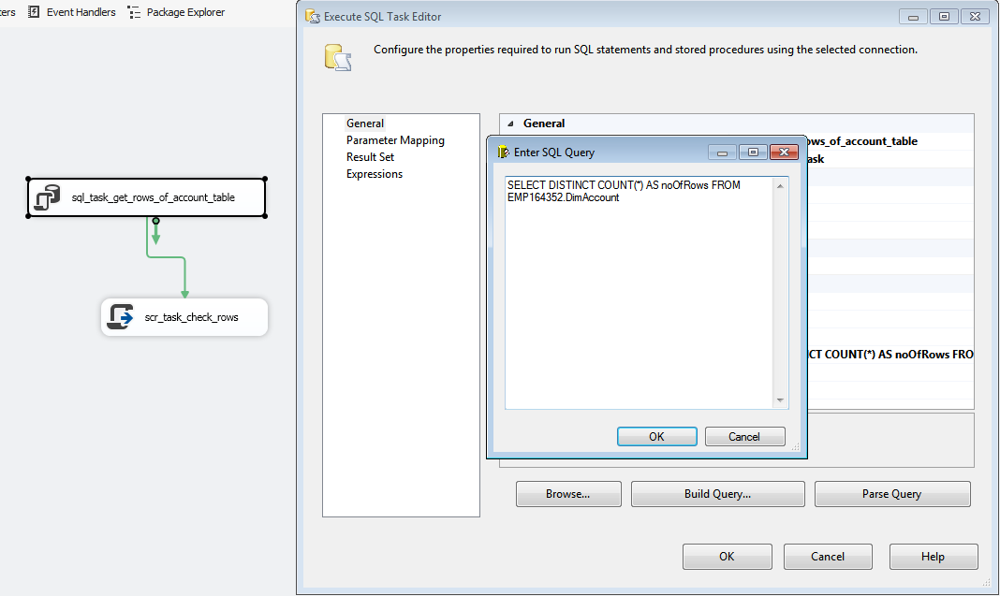 ters Event Handlers Package Explorer
Execute SQL Task Editor
Configure the properties required to run SQL statements and stored procedures using the selected connection.
General
Parameter Mapping
Result Set
Expressions
General
ows_of_account_table
ask
CT COUNT(*) AS noOfRows FRO
Enter SQL Query
SELECT DISTINCT COUNT(*) AS noOfRows FROM
EMP164352.DimAccount
OK Cancel
Browse... Build Query... Parse Query
OK Cancel Help
sql_task_get_rows_of_account_table
scr_task_check_rows